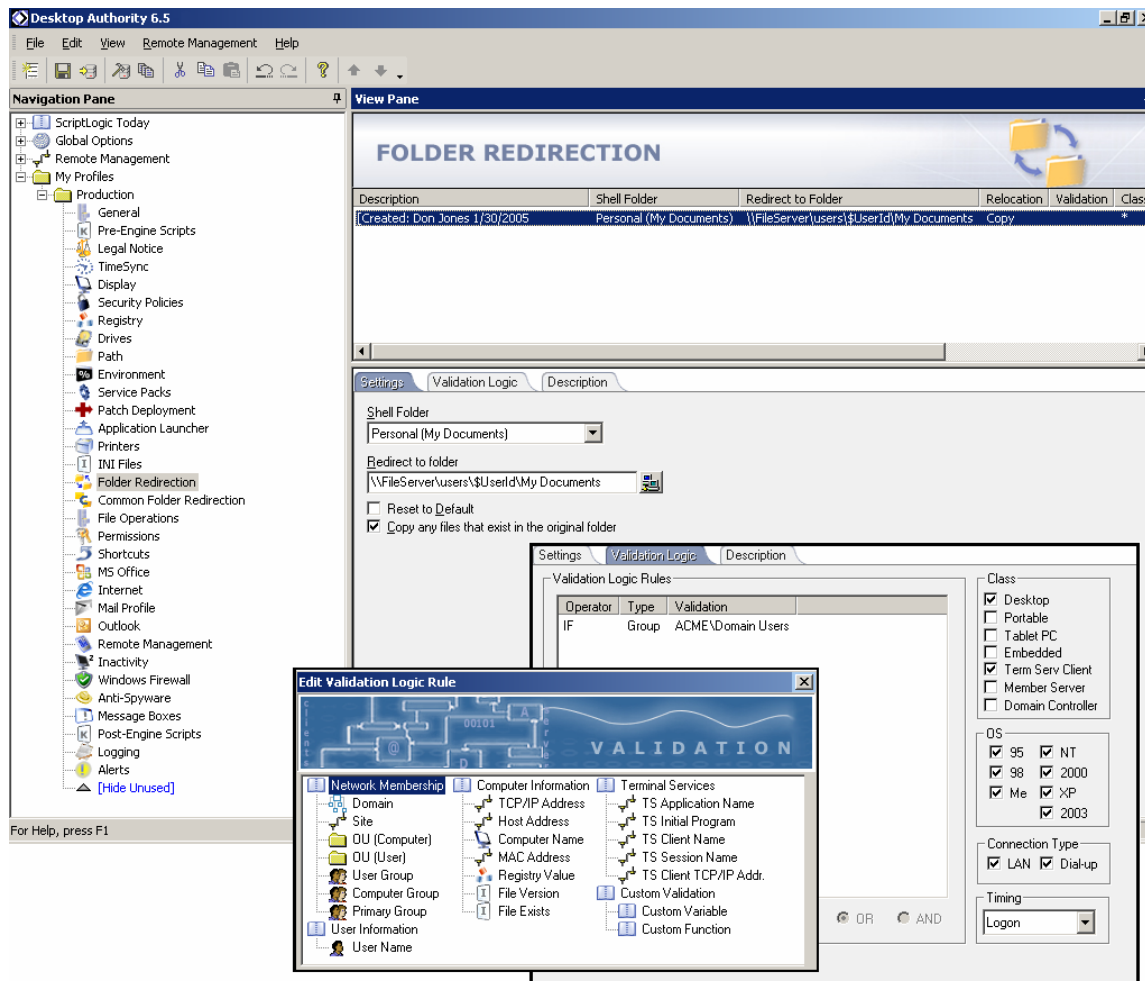 Desktop Authority 6.5
File Edit View Remote Management Help
Navigation Pane
ScriptLogic Today
Global Options
Remote Management
My Profiles
Production
General
Pre-Engine Scripts
Legal Notice
TimeSync
Display
Security Policies
Registry
Drives
Path
Environment
Service Packs
Patch Deployment
Application Launcher
Printers
INI Files
Folder Redirection
Common Folder Redirection
File Operations
Permissions
Shortcuts
MS Office
Internet
Mail Profile
Outlook
Remote Management
Inactivity
Windows Firewall
Anti-Spyware
Message Boxes
Post-Engine Scripts
Logging
Alerts
[Hide Unused]
For Help, press F1
View Pane
FOLDER REDIRECTION
Description Shell Folder Redirect to Folder Relocation Validation Clas
[Created: Don Jones 1/30/2005 Personal (My Documents) \\FileServer\users\$UserId\My Documents Copy *
Settings Validation Logic Description
Shell Folder
Personal (My Documents)
Redirect to folder
\\FileServer\users\$UserId\My Documents
Reset to Default
Copy any files that exist in the original folder
Settings Validation Logic Description
Validation Logic Rules
Operator Type Validation
IF Group ACME\Domain Users
OR AND
Class
Desktop
Portable
Tablet PC
Embedded
Term Serv Client
Member Server
Domain Controller
OS
95 NT
98 2000
Me XP
2003
Connection Type
LAN Dial-up
Timing
Logon
Edit Validation Logic Rule
00101
A
@
D
VALIDATION
Network Membership
Domain
Site
OU (Computer)
OU (User)
User Group
Computer Group
Primary Group
User Information
User Name
Computer Information
TCP/IP Address
Host Address
Computer Name
MAC Address
Registry Value
File Version
File Exists
Terminal Services
TS Application Name
TS Initial Program
TS Client Name
TS Session Name
TS Client TCP/IP Addr.
Custom Validation
Custom Variable
Custom Function